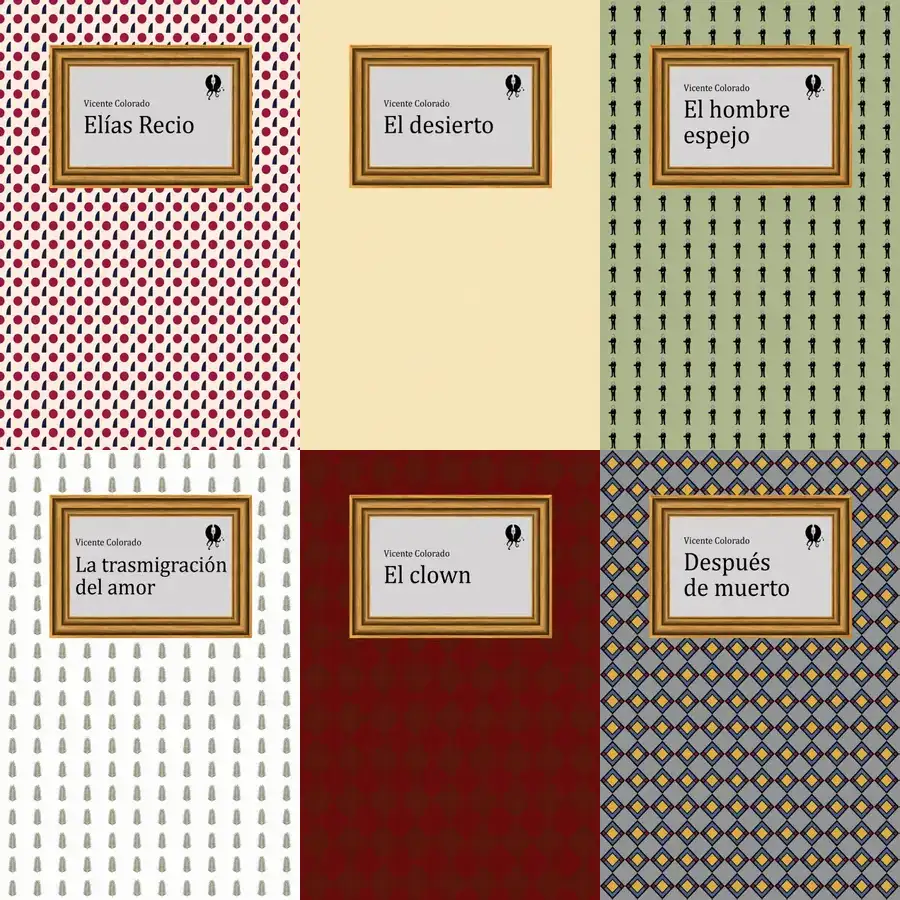 Vicente Colorado
Elías Recio
Vicente Colorado
El desierto
Vicente Colorado
El hombre
espejo
Vicente Colorado
La trasmigración
del amor
Vicente Colorado
El clown
Vicente Colorado
Después
de muerto